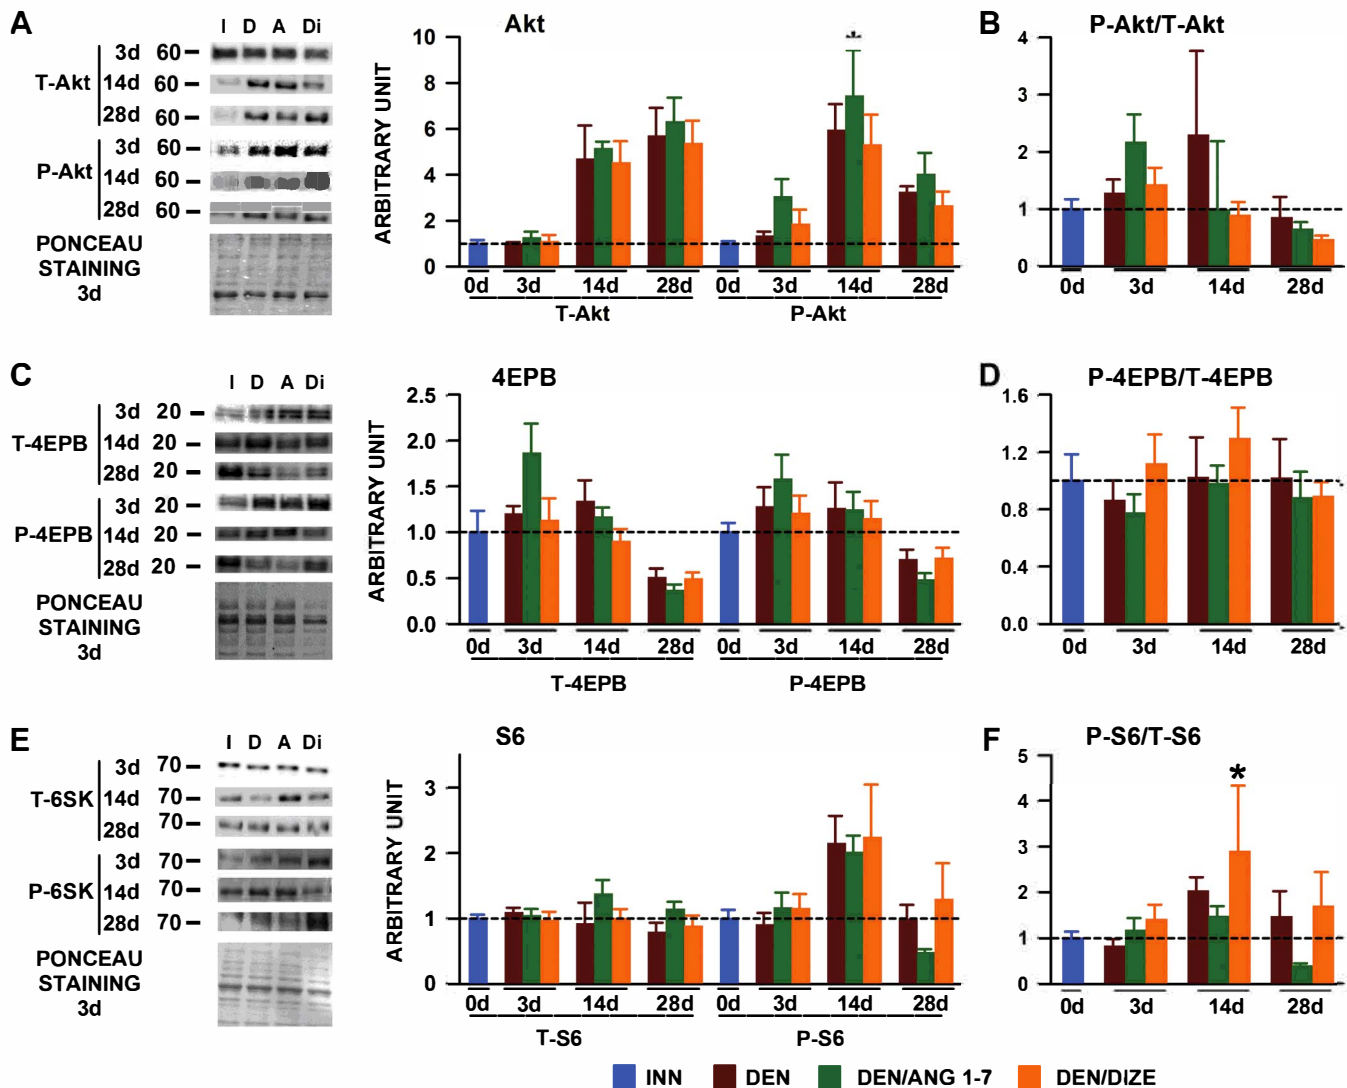 A
I D A Di
T-Akt
3d 60
14d 60
28d 60
P-Akt
3d 60
14d 60
28d 60
PONCEAU
STAINING
3d
Akt
ARBITRARY UNIT
10
8
6
4
2
0
*
0d 3d 14d 28d 0d 3d 14d 28d
T-Akt P-Akt
B
P-Akt/T-Akt
4
3
2
1
0
0d 3d 14d 28d
C
I D A Di
T-4EPB
3d 20
14d 20
28d 20
P-4EPB
3d 20
14d 20
28d 20
PONCEAU
STAINING
3d
4EPB
ARBITRARY UNIT
2.5
2.0
1.5
1.0
0.5
0.0
0d 3d 14d 28d 0d 3d 14d 28d
T-4EPB P-4EPB
D
P-4EPB/T-4EPB
1.6
1.2
0.8
0.4
0.0
0d 3d 14d 28d
E
I D A Di
T-6SK
3d 70
14d 70
28d 70
P-6SK
3d 70
14d 70
28d 70
PONCEAU
STAINING
3d
S6
ARBITRARY UNIT
3
2
1
0
0d 3d 14d 28d 0d 3d 14d 28d
T-S6 P-S6
F
P-S6/T-S6
5
4
3
2
1
0
*
0d 3d 14d 28d
INN DEN DEN/ANG 1-7 DEN/DIZE